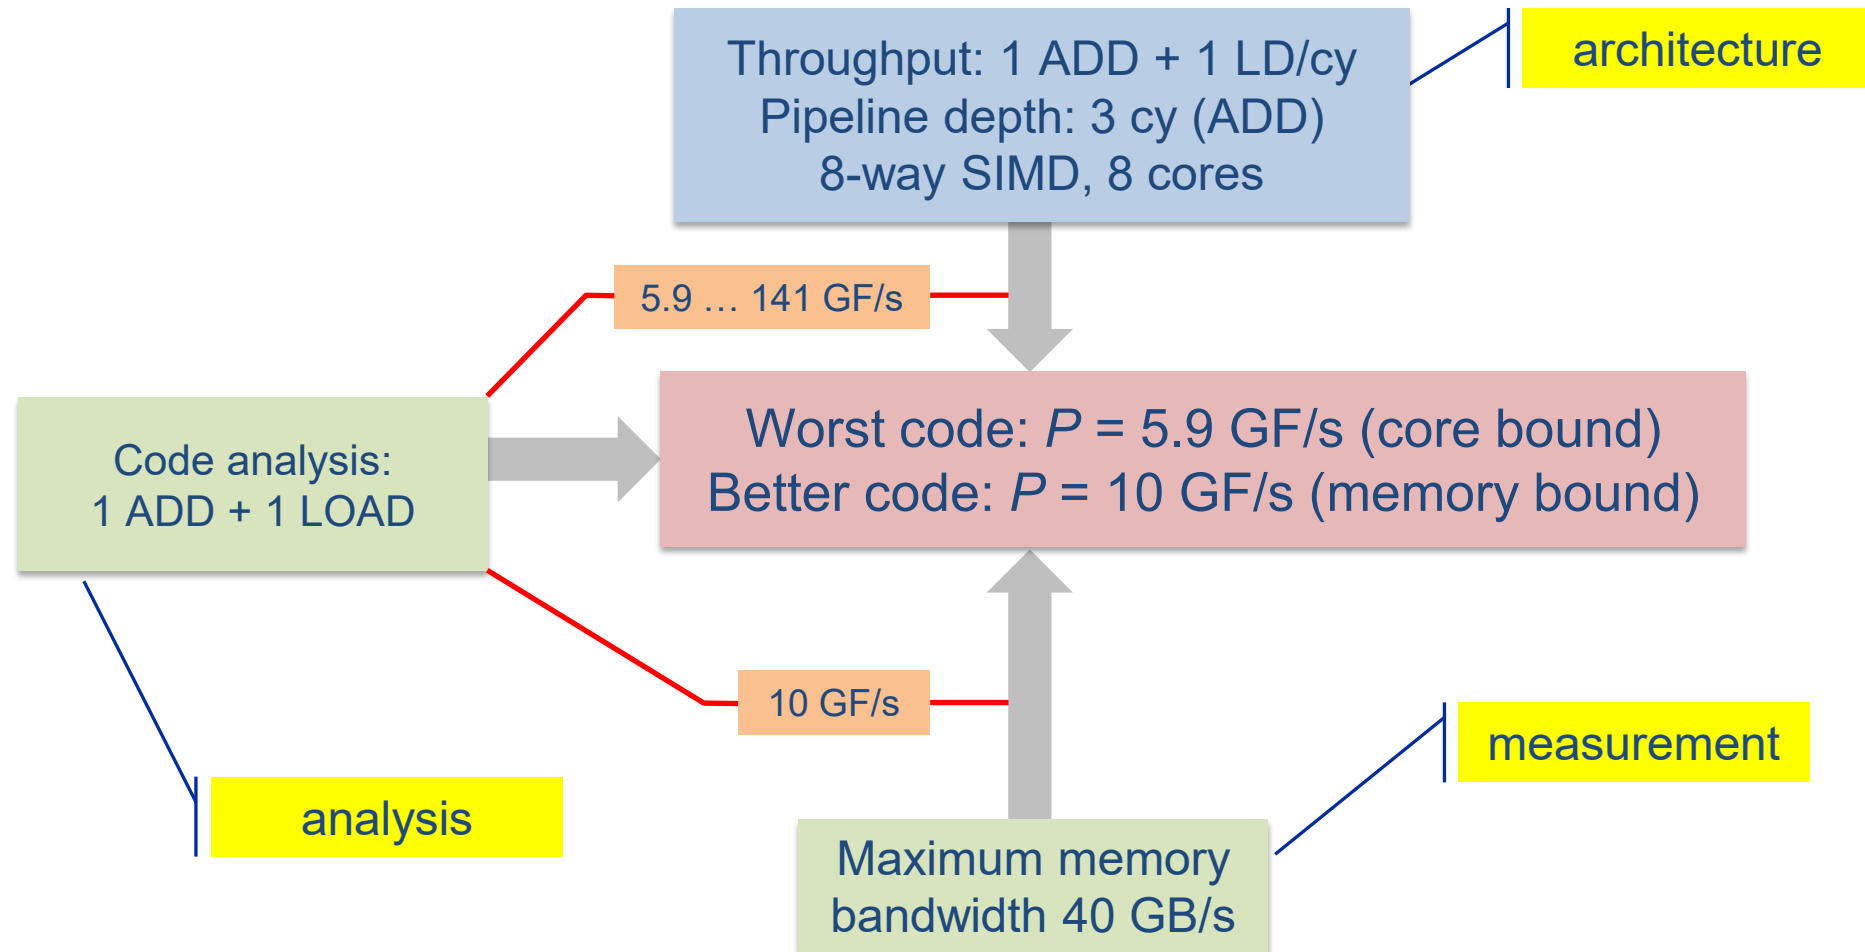 Throughput: 1 ADD + 1 LD/cy
Pipeline depth: 3 cy (ADD)
8-way SIMD, 8 cores
architecture
5.9 … 141 GF/s
Code analysis:
1 ADD + 1 LOAD
Worst code: P = 5.9 GF/s (core bound)
Better code: P = 10 GF/s (memory bound)
10 GF/s
measurement
analysis
Maximum memory
bandwidth 40 GB/s